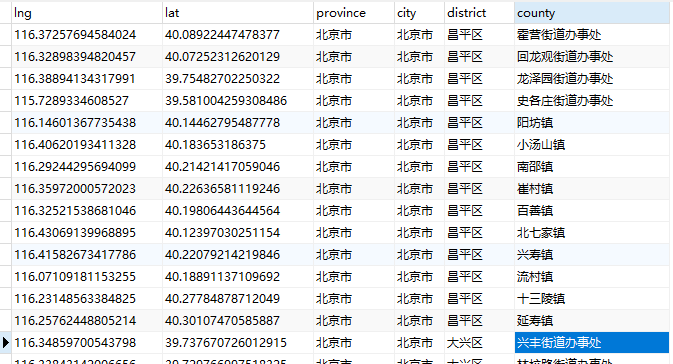 lng lat province city district county
116.37257694584024 40.08922447478377 北京市 北京市 昌平区 霍营街道办事处
116.32898394820457 40.07252312620129 北京市 北京市 昌平区 回龙观街道办事处
116.38894134317991 39.75482702250322 北京市 北京市 昌平区 龙泽园街道办事处
115.7289334608527 39.581004259308486 北京市 北京市 昌平区 史各庄街道办事处
116.14601367735438 40.14462795487778 北京市 北京市 昌平区 阳坊镇
116.40620193411328 40.183653186375 北京市 北京市 昌平区 小汤山镇
116.29244295694099 40.21421417059046 北京市 北京市 昌平区 南邵镇
116.35972000572023 40.22636581119246 北京市 北京市 昌平区 崔村镇
116.32521538681046 40.19806443644564 北京市 北京市 昌平区 百善镇
116.43069139968895 40.12397030251154 北京市 北京市 昌平区 北七家镇
116.41582673417786 40.22079214219846 北京市 北京市 昌平区 兴寿镇
116.07109181153255 40.18891137109692 北京市 北京市 昌平区 流村镇
116.23148563384825 40.27784878712049 北京市 北京市 昌平区 十三陵镇
116.25762448805214 40.30107470585887 北京市 北京市 昌平区 延寿镇
116.34859700543798 39.737670726012915 北京市 北京市 大兴区 兴丰街道办事处